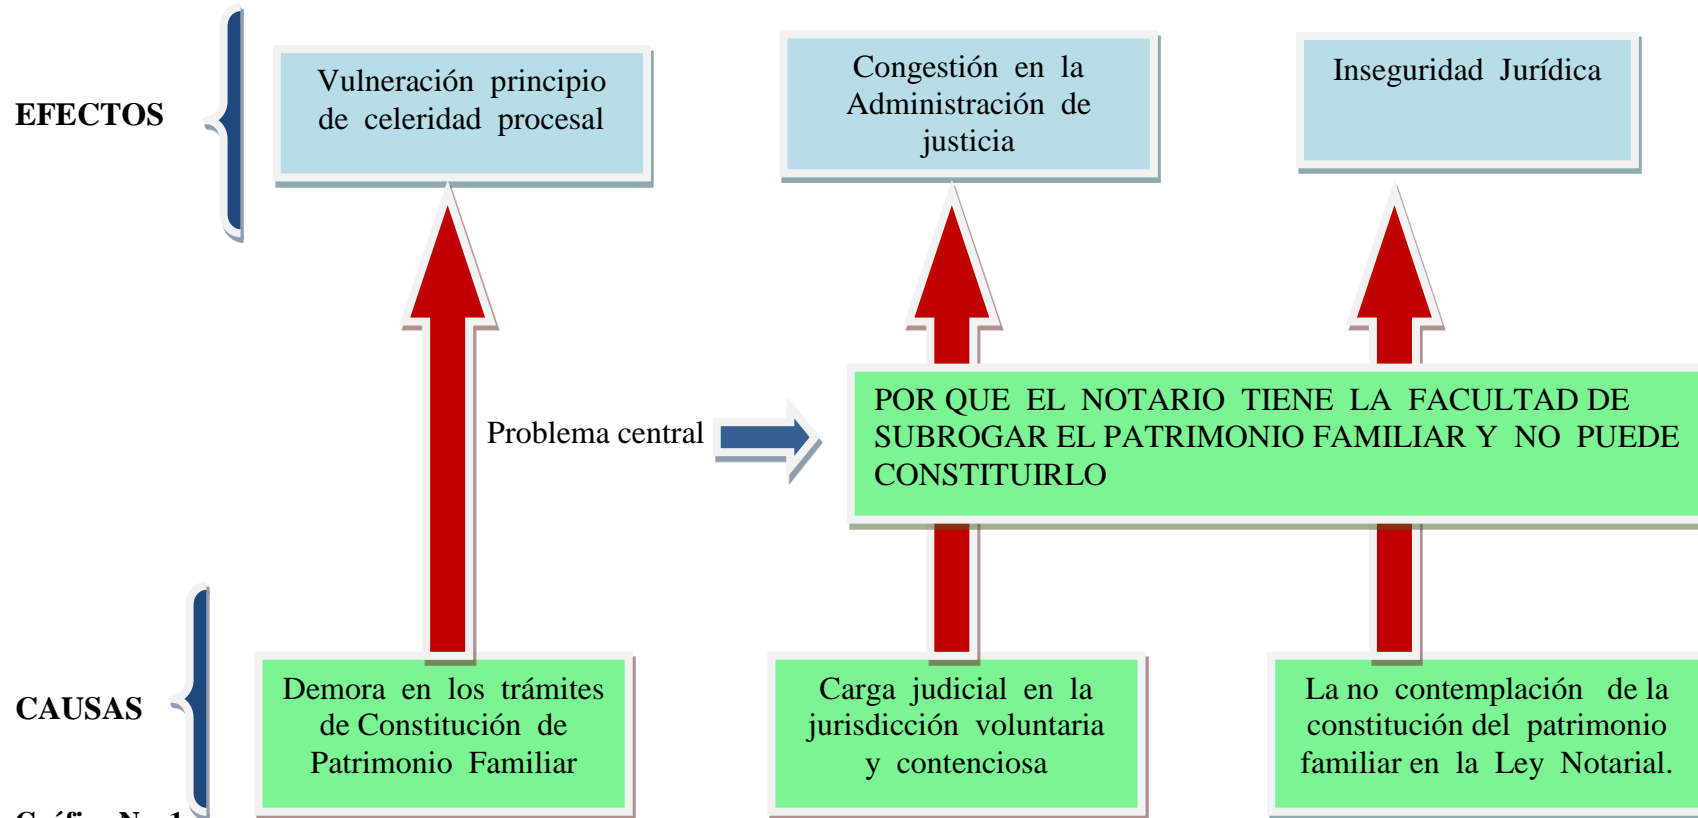 EFECTOS
Vulneración principio
de celeridad procesal
Congestión en la
Administración de
justicia
Inseguridad Jurídica
Problema central
POR QUE EL NOTARIO TIENE LA FACULTAD DE
SUBROGAR EL PATRIMONIO FAMILIAR Y NO PUEDE
CONSTITUIRLO
CAUSAS
Demora en los trámites
de Constitución de
Patrimonio Familiar
Carga judicial en la
jurisdicción voluntaria
y contenciosa
La no contemplación de la
constitución del patrimonio
familiar en la Ley Notarial.
Gráfico No. 1